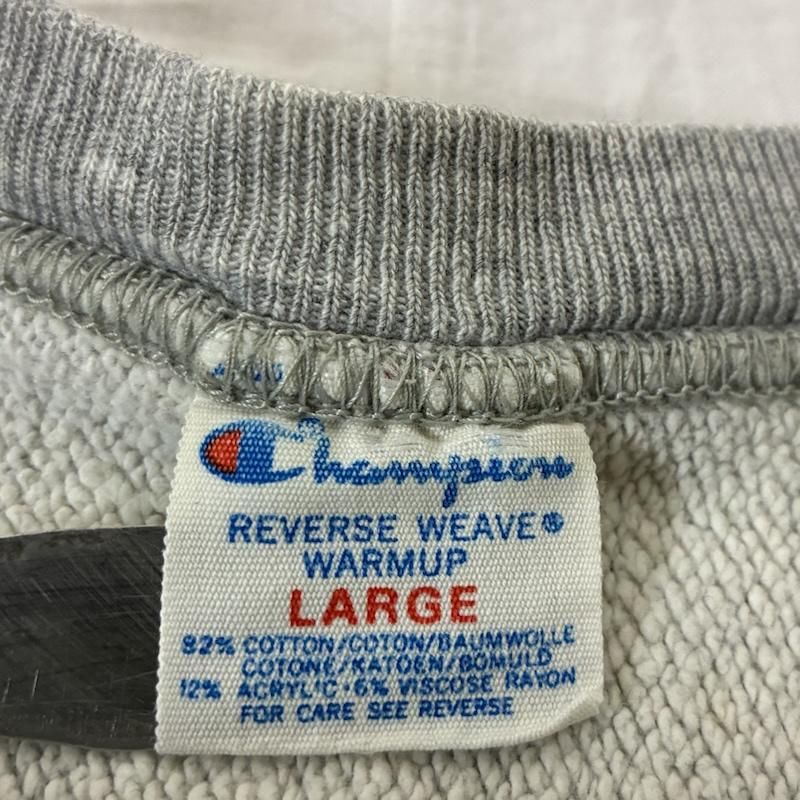 Champion
REVERSE WEAVE®
WARMUP
LARGE
82% COTTON/COTON/BAUMWOLLE
COTONE/KATOEN/BOMULD
12% ACRYLIC·6% VISCOSE RAYON
FOR CARE SEE REVERSE